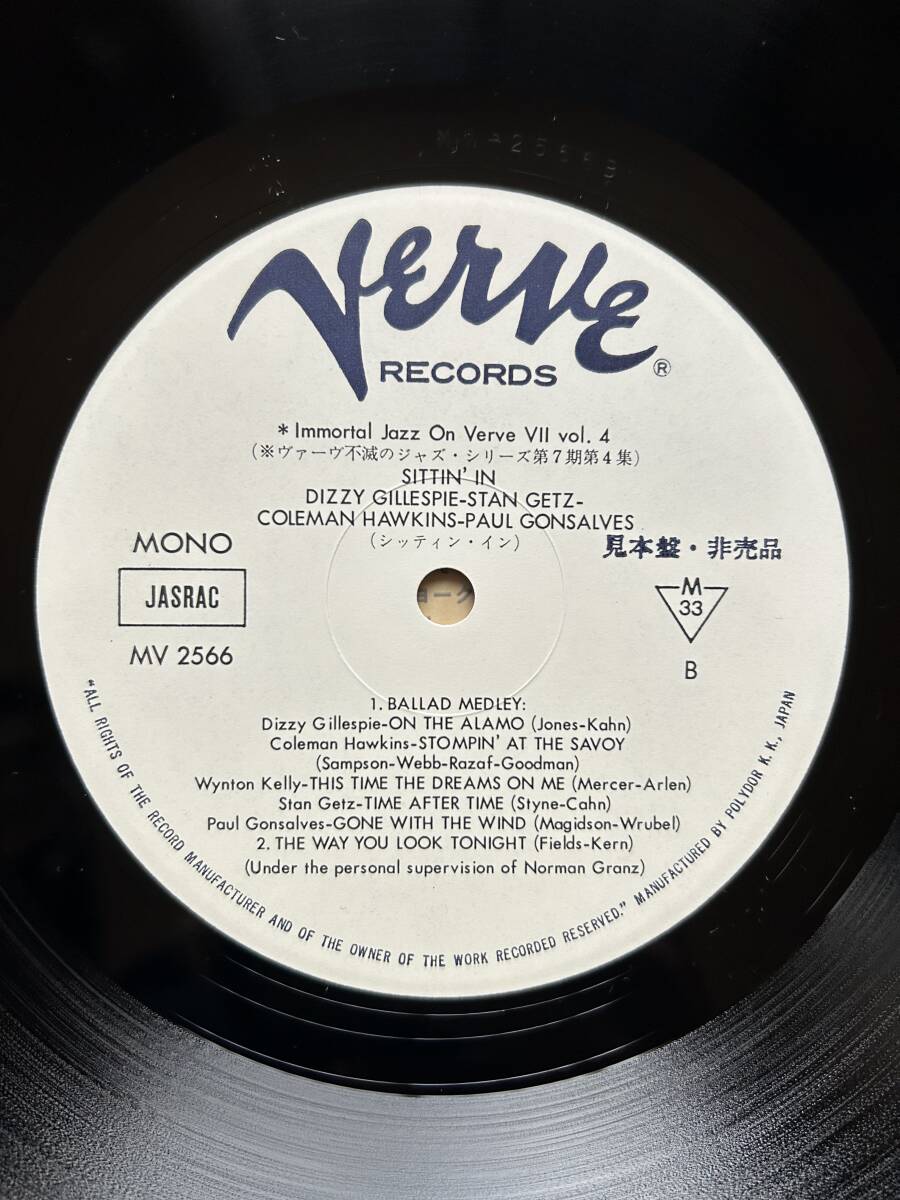 Verve
RECORDS ®
* Immortal Jazz On Verve VII vol. 4
(※ヴァーヴ不滅のジャズ・シリーズ第7期第4集)
SITTIN' IN
DIZZY GILLESPIE-STAN GETZ-
COLEMAN HAWKINS-PAUL GONSALVES
(シッティン・イン)
MONO
見本盤・非売品
JASRAC
M
33
MV 2566
B
ョーク
1. BALLAD MEDLEY:
Dizzy Gillespie-ON THE ALAMO (Jones-Kahn)
Coleman Hawkins-STOMPIN' AT THE SAVOY
(Sampson-Webb-Razaf-Goodman)
Wynton Kelly-THIS TIME THE DREAMS ON ME (Mercer-Arlen)
Stan Getz-TIME AFTER TIME (Styne-Cahn)
Paul Gonsalves-GONE WITH THE WIND (Magidson-Wrubel)
2. THE WAY YOU LOOK TONIGHT (Fields-Kern)
(Under the personal supervision of Norman Granz)
"ALL RIGHTS OF THE RECORD MANUFACTURER AND OF THE OWNER OF THE WORK RECORDED RESERVED." MANUFACTURED BY POLYDOR K. K., JAPAN